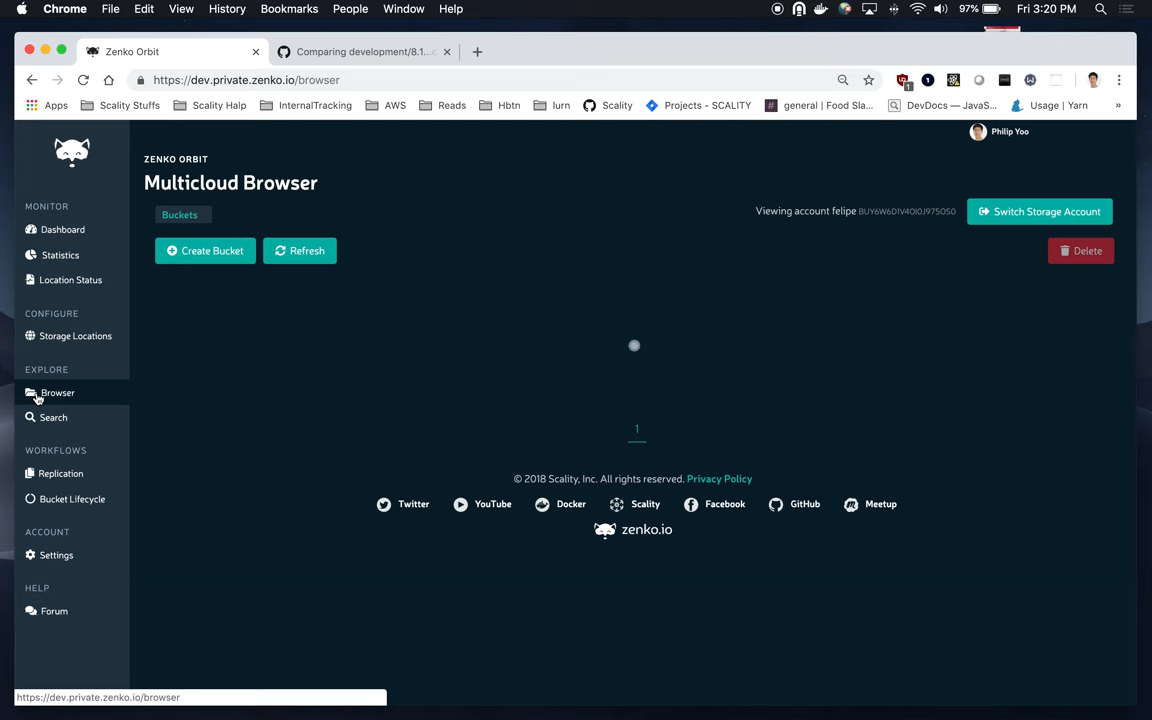 Chrome File Edit View History Bookmarks People Window Help 97% Fri 3:20 PM
Zenko Orbit
Comparing development/8.1...
https://dev.private.zenko.io/browser
Apps Scality Stuffs Scality Help InternalTracking AWS Reads Hbtn lurn Scality Projects - SCALITY general | Food Sla... DevDocs — JavaS... Usage | Yarn »
Philip Yoo
ZENKO ORBIT
Multicloud Browser
Buckets
Viewing account felipe BUY6W6D1V4OI0J9750S0
Switch Storage Account
Create Bucket
Refresh
Delete
MONITOR
Dashboard
Statistics
Location Status
CONFIGURE
Storage Locations
EXPLORE
Browser
Search
WORKFLOWS
Replication
Bucket Lifecycle
ACCOUNT
Settings
HELP
Forum
1
© 2018 Scality, Inc. All rights reserved. Privacy Policy
Twitter YouTube Docker Scality Facebook GitHub Meetup
zenko.io
https://dev.private.zenko.io/browser